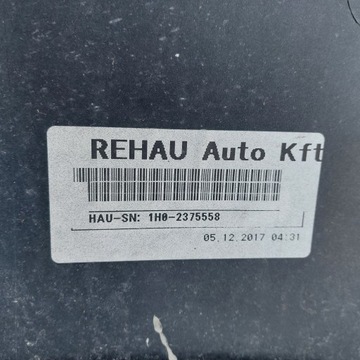 REHAU Auto Kft
HAU-SN: 1H0-2375558
05.12.2017 04:31